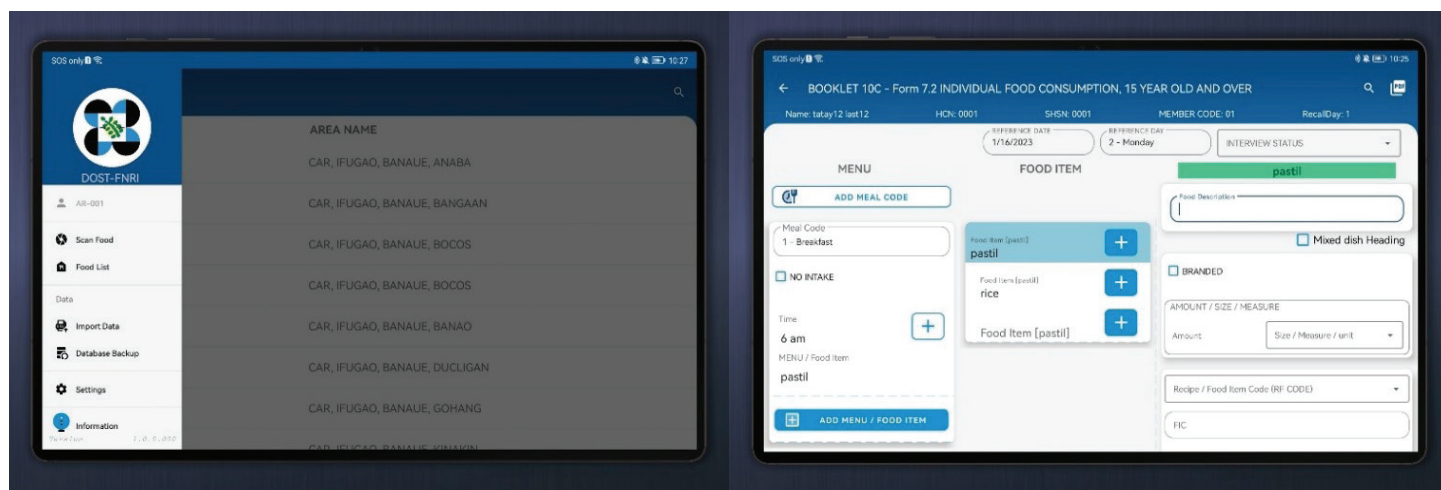 SOS only
10:27
DOST-FNRI
AR-001
Scan Food
Food List
Data
Import Data
Database Backup
Settings
Information
AREA NAME
CAR, IFUGAO, BANAUE, ANABA
CAR, IFUGAO, BANAUE, BANGAAN
CAR, IFUGAO, BANAUE, BOCOS
CAR, IFUGAO, BANAUE, BOCOS
CAR, IFUGAO, BANAUE, BANAO
CAR, IFUGAO, BANAUE, DUCLIGAN
CAR, IFUGAO, BANAUE, GOHANG
CAR, IFUGAO, BANAUE, KINAKIN
SOS only
10:25
BOOKLET 10C - Form 7.2 INDIVIDUAL FOOD CONSUMPTION, 15 YEAR OLD AND OVER
PDF
Name: tatay12 last12 HCN: 0001 SHSN: 0001 MEMBER CODE: 01 RecallDay: 1
REFERENCE DATE
1/16/2023
REFERENCE DAY
2 - Monday
INTERVIEW STATUS
MENU
ADD MEAL CODE
Meal Code
1 - Breakfast
NO INTAKE
Time
6 am
MENU / Food Item
pastil
ADD MENU / FOOD ITEM
FOOD ITEM
Food Item [pastil]
pastil
Food Item [pastil]
rice
Food Item [pastil]
pastil
Food Description
Mixed dish Heading
BRANDED
AMOUNT / SIZE / MEASURE
Amount
Size / Measure / unit
Recipe / Food Item Code (RF CODE)
FIC